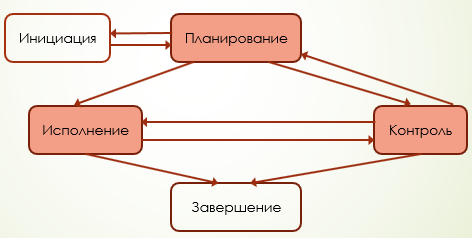 Инициация
Планирование
Исполнение
Контроль
Завершение